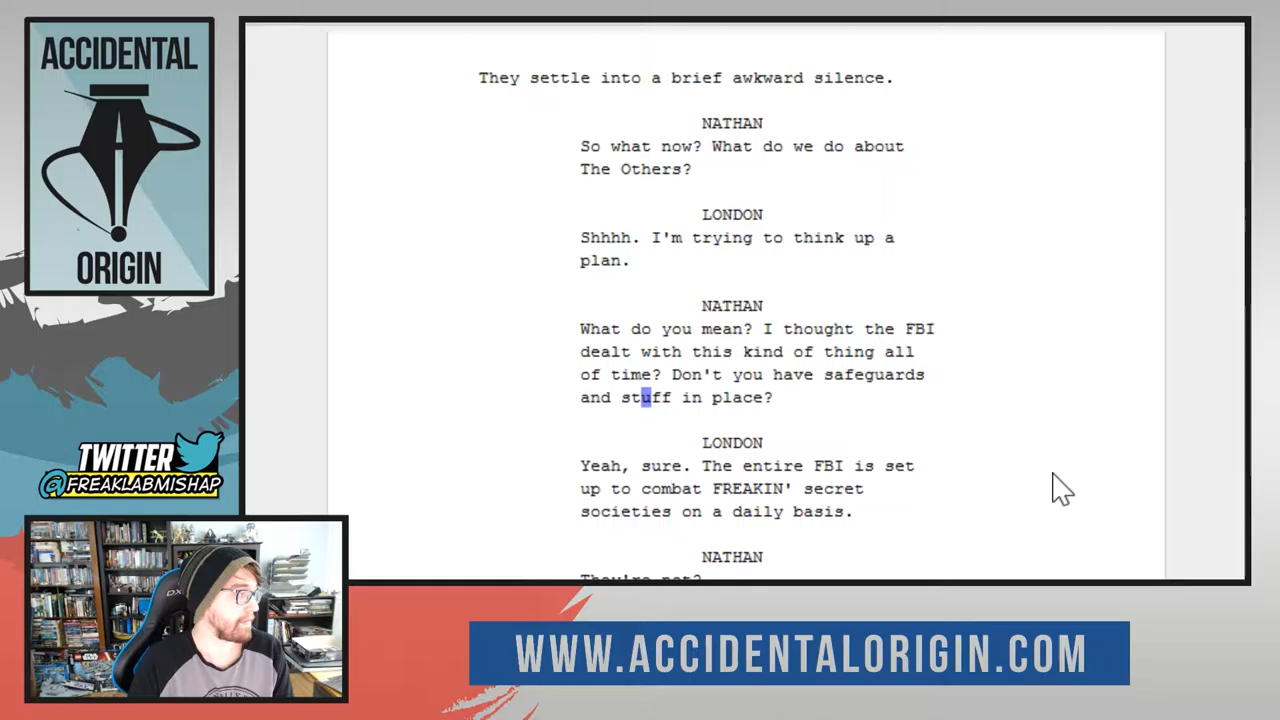 ACCIDENTAL
ORIGIN
They settle into a brief awkward silence.
NATHAN
So what now? What do we do about
The Others?
LONDON
Shhhh. I'm trying to think up a
plan.
NATHAN
What do you mean? I thought the FBI
dealt with this kind of thing all
of time? Don't you have safeguards
and stuff in place?
LONDON
Yeah, sure. The entire FBI is set
up to combat FREAKIN' secret
societies on a daily basis.
NATHAN
They're not?
TWITTER
@FREAKLABMISHAP
WWW.ACCIDENTALORIGIN.COM